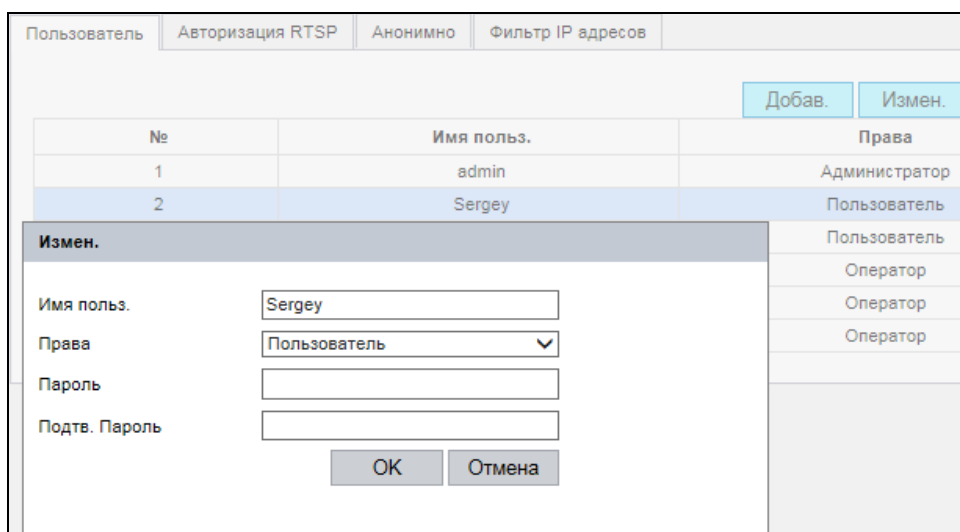 Пользователь Авторизация RTSP Анонимно Фильтр IP адресов
Добав. Измен.
№ Имя польз. Права
1 admin Администратор
2 Sergey Пользователь
Пользователь
Оператор
Оператор
Оператор
Измен.
Имя польз. Sergey
Права Пользователь
Пароль
Подтв. Пароль
OK Отмена